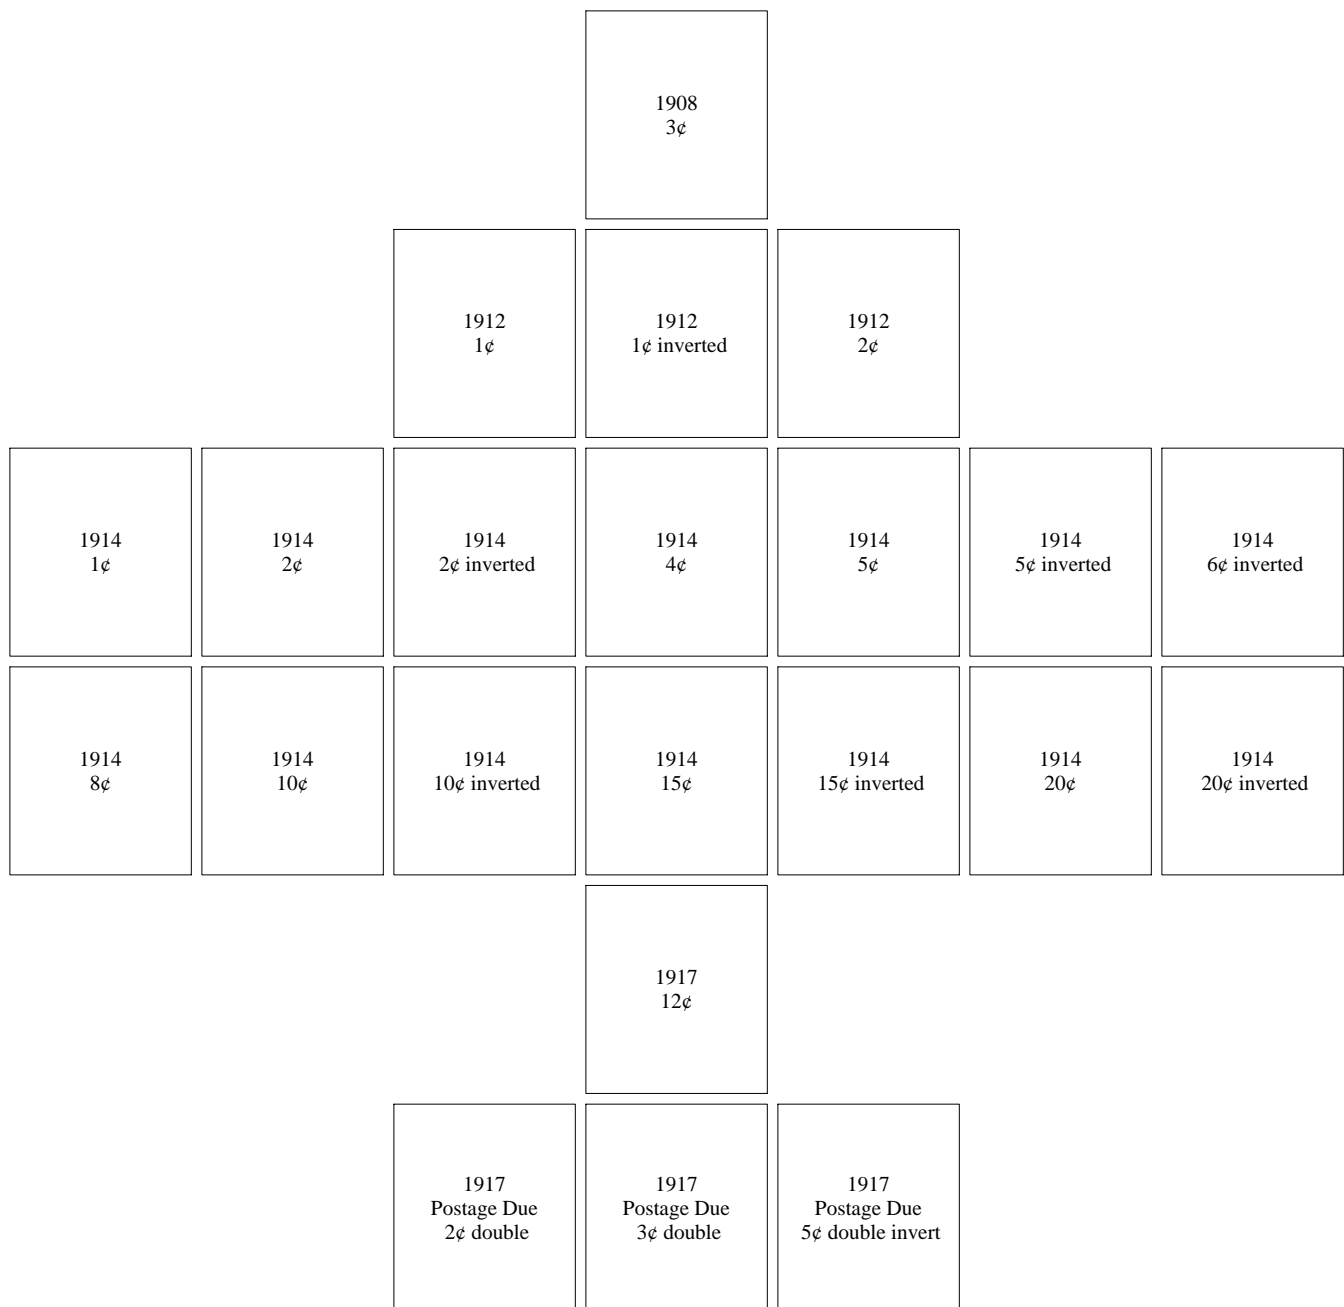 1908
3¢
1912
1¢
1912
1¢ inverted
1912
2¢
1914
1¢
1914
2¢
1914
2¢ inverted
1914
4¢
1914
5¢
1914
5¢ inverted
1914
6¢ inverted
1914
8¢
1914
10¢
1914
10¢ inverted
1914
15¢
1914
15¢ inverted
1914
20¢
1914
20¢ inverted
1917
12¢
1917
Postage Due
2¢ double
1917
Postage Due
3¢ double
1917
Postage Due
5¢ double invert